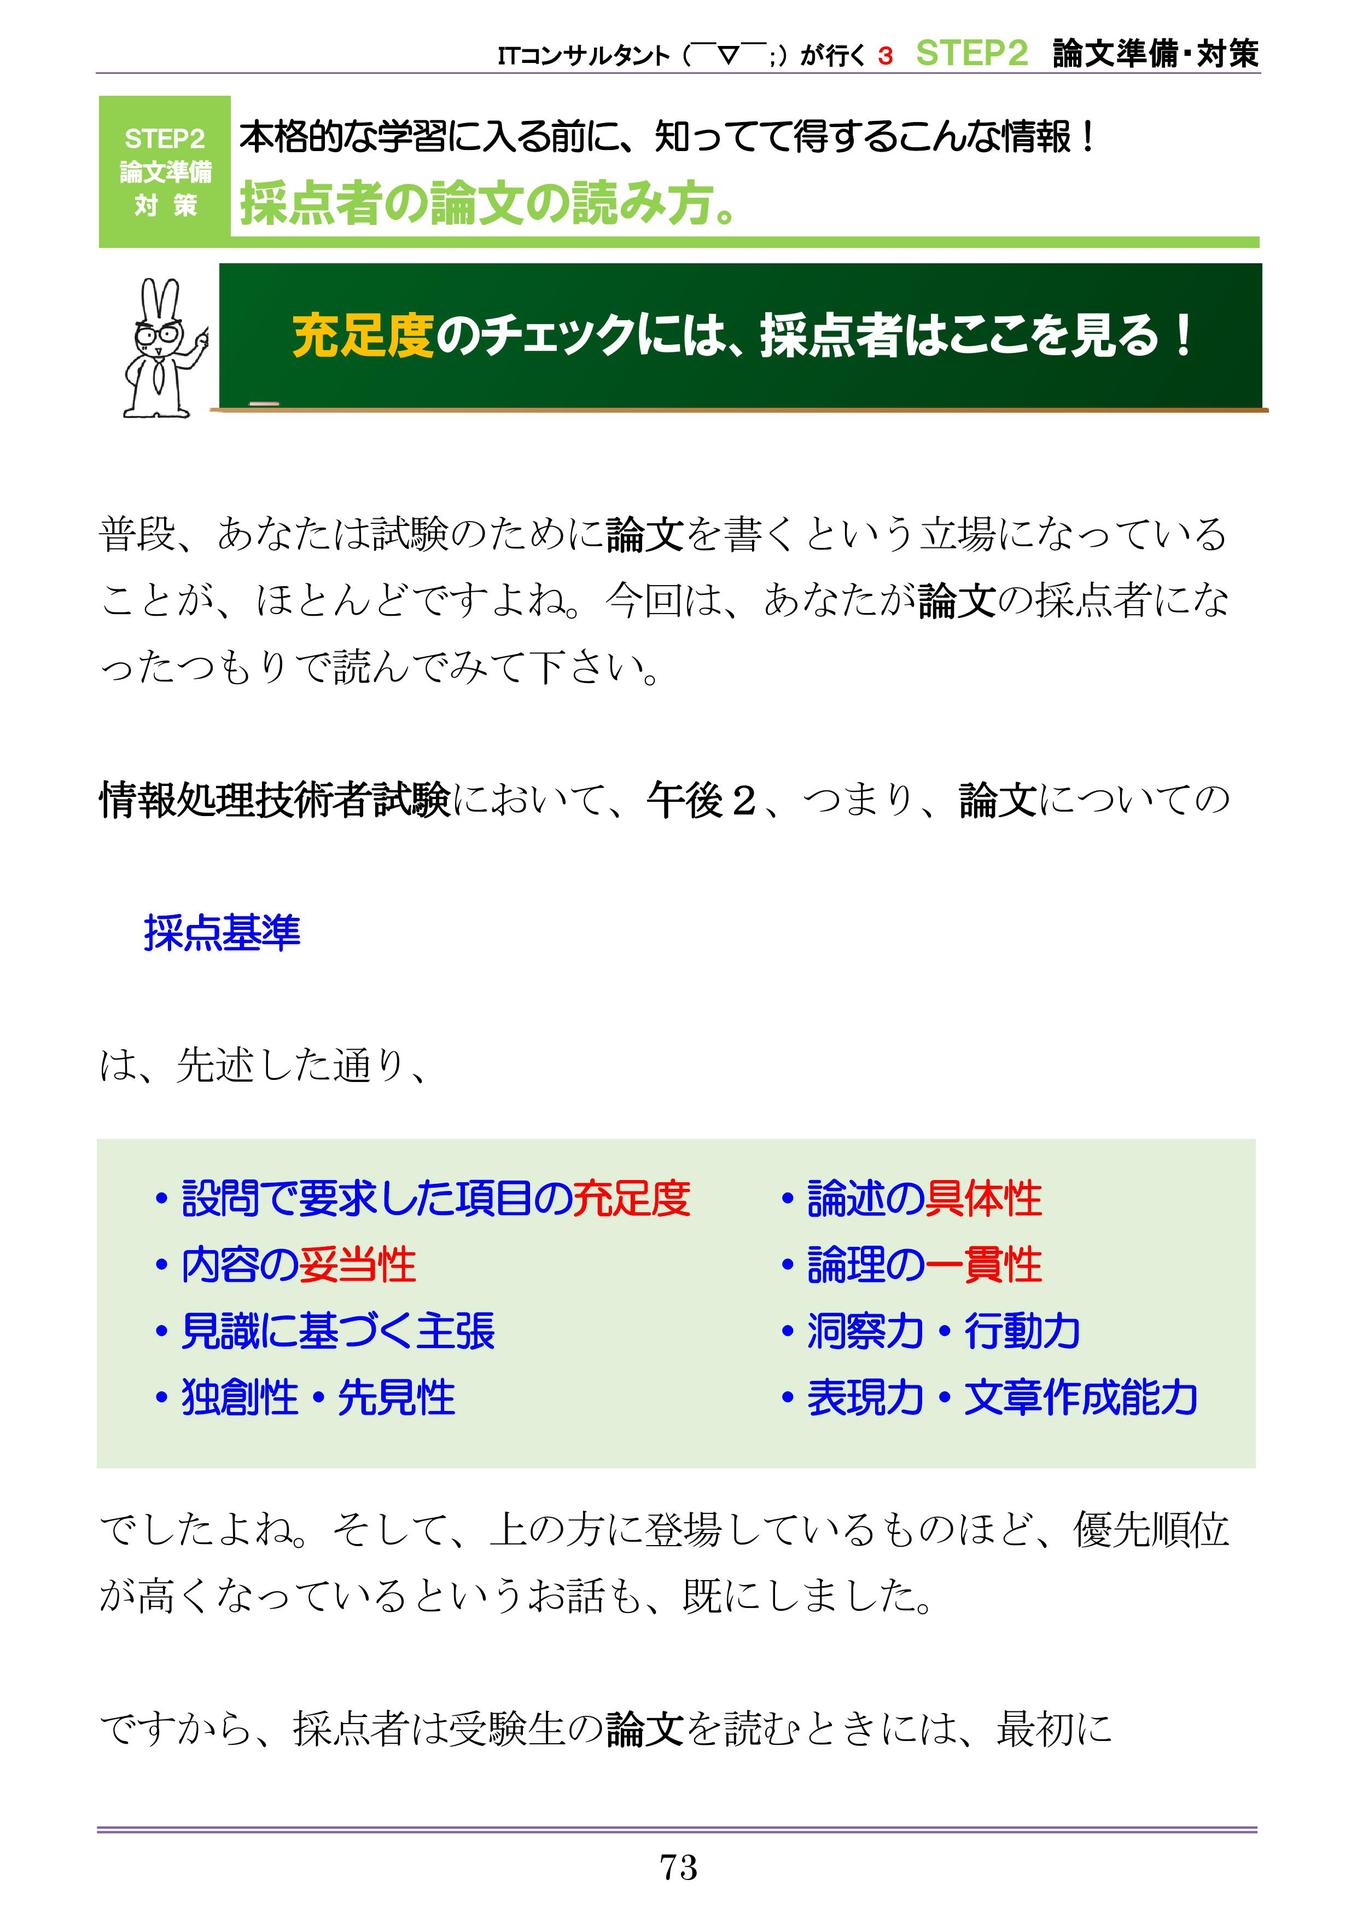 ITコンサルタント（￣▽￣;）が行く 3 STEP2 論文準備・対策
STEP2
論文準備
対 策
本格的な学習に入る前に、知ってて得するこんな情報！
採点者の論文の読み方。
充足度のチェックには、採点者はここを見る！
普段、あなたは試験のために論文を書くという立場になっている
ことが、ほとんどですよね。今回は、あなたが論文の採点者にな
ったつもりで読んでみて下さい。
情報処理技術者試験において、午後２、つまり、論文についての
採点基準
は、先述した通り、
・設問で要求した項目の充足度
・論述の具体性
・内容の妥当性
・論理の一貫性
・見識に基づく主張
・洞察力・行動力
・独創性・先見性
・表現力・文章作成能力
でしたよね。そして、上の方に登場しているものほど、優先順位
が高くなっているというお話も、既にしました。
ですから、採点者は受験生の論文を読むときには、最初に
73